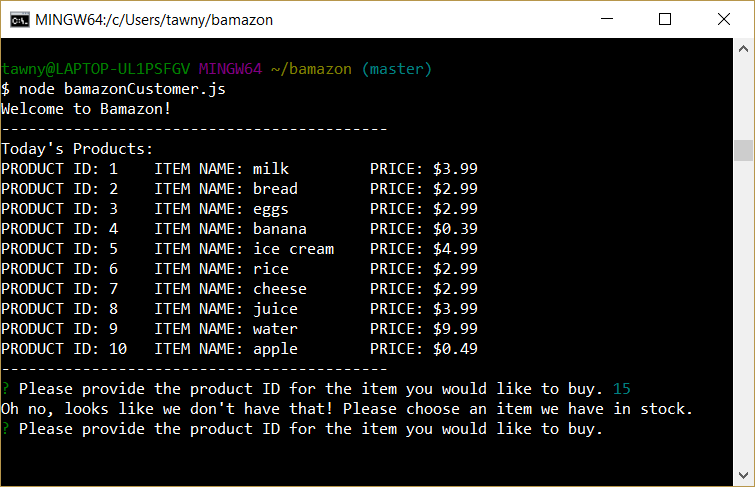 MINGW64:/c/Users/tawny/bamazon
tawny@LAPTOP-UL1PSFGV MINGW64 ~/bamazon (master)
$ node bamazonCustomer.js
Welcome to Bamazon!
-------------------------------------------
Today's Products:
PRODUCT ID: 1    ITEM NAME: milk         PRICE: $3.99
PRODUCT ID: 2    ITEM NAME: bread        PRICE: $2.99
PRODUCT ID: 3    ITEM NAME: eggs         PRICE: $2.99
PRODUCT ID: 4    ITEM NAME: banana       PRICE: $0.39
PRODUCT ID: 5    ITEM NAME: ice cream    PRICE: $4.99
PRODUCT ID: 6    ITEM NAME: rice         PRICE: $2.99
PRODUCT ID: 7    ITEM NAME: cheese       PRICE: $2.99
PRODUCT ID: 8    ITEM NAME: juice        PRICE: $3.99
PRODUCT ID: 9    ITEM NAME: water        PRICE: $9.99
PRODUCT ID: 10   ITEM NAME: apple        PRICE: $0.49
-------------------------------------------
? Please provide the product ID for the item you would like to buy. 15
Oh no, looks like we don't have that! Please choose an item we have in stock.
? Please provide the product ID for the item you would like to buy.